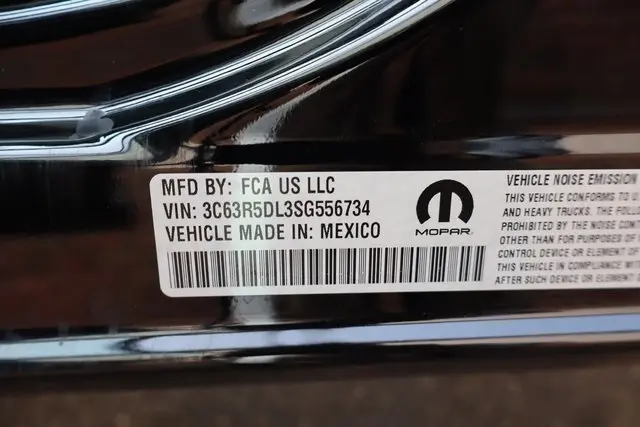 MFD BY: FCA US LLC
VIN: 3C63R5DL3SG556734
VEHICLE MADE IN: MEXICO
MOPAR
VEHICLE NOISE EMISSION
THIS VEHICLE CONFORMS TO U.
AND HEAVY TRUCKS. THE FOLLO
PROHIBITED BY THE NOISE CON
OTHER THAN FOR PURPOSES OF
CONTROL DEVICE OR ELEMENT OF
THIS VEHICLE IN COMPLIANCE WI
AFTER SUCH DEVICE OR ELEMENT